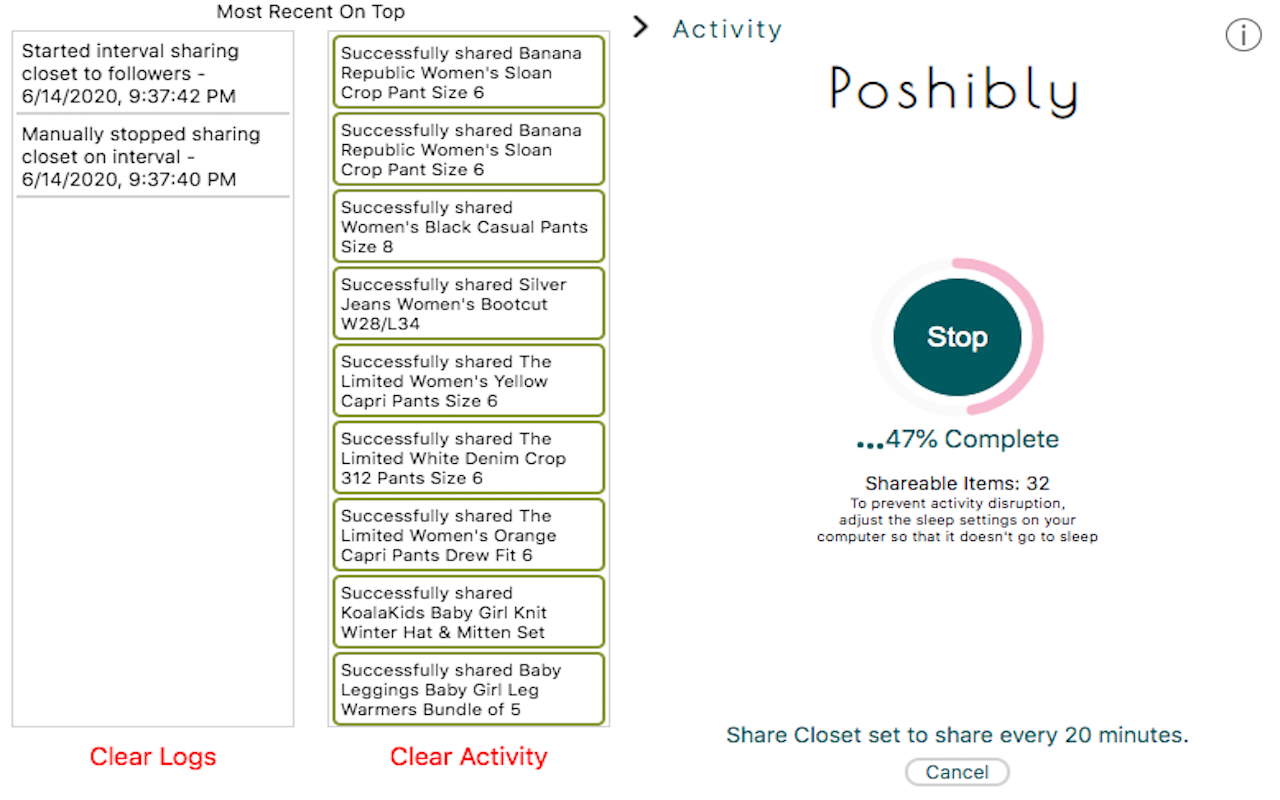 Most Recent On Top
Started interval sharing
closet to followers -
6/14/2020, 9:37:42 PM
Manually stopped sharing
closet on interval -
6/14/2020, 9:37:40 PM
Clear Logs
Successfully shared Banana
Republic Women's Sloan
Crop Pant Size 6
Successfully shared Banana
Republic Women's Sloan
Crop Pant Size 6
Successfully shared
Women's Black Casual Pants
Size 8
Successfully shared Silver
Jeans Women's Bootcut
W28/L34
Successfully shared The
Limited Women's Yellow
Capri Pants Size 6
Successfully shared The
Limited White Denim Crop
312 Pants Size 6
Successfully shared The
Limited Women's Orange
Capri Pants Drew Fit 6
Successfully shared
KoalaKids Baby Girl Knit
Winter Hat & Mitten Set
Successfully shared Baby
Leggings Baby Girl Leg
Warmers Bundle of 5
Clear Activity
Activity
i
Poshibly
Stop
...47% Complete
Shareable Items: 32
To prevent activity disruption,
adjust the sleep settings on your
computer so that it doesn't go to sleep
Share Closet set to share every 20 minutes.
Cancel